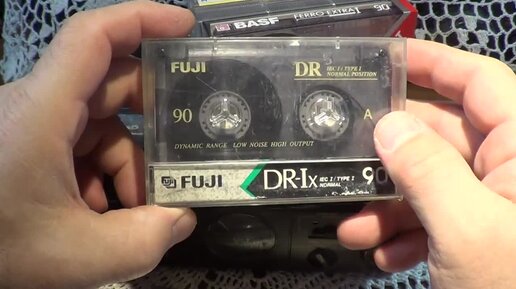 BASF FERRO EXTRA I 90
FUJI DR IEC I / TYPE I
NORMAL POSITION
90 A
DYNAMIC RANGE LOW NOISE HIGH OUTPUT
FUJI DR-Ix IEC I / TYPE I
NORMAL 90